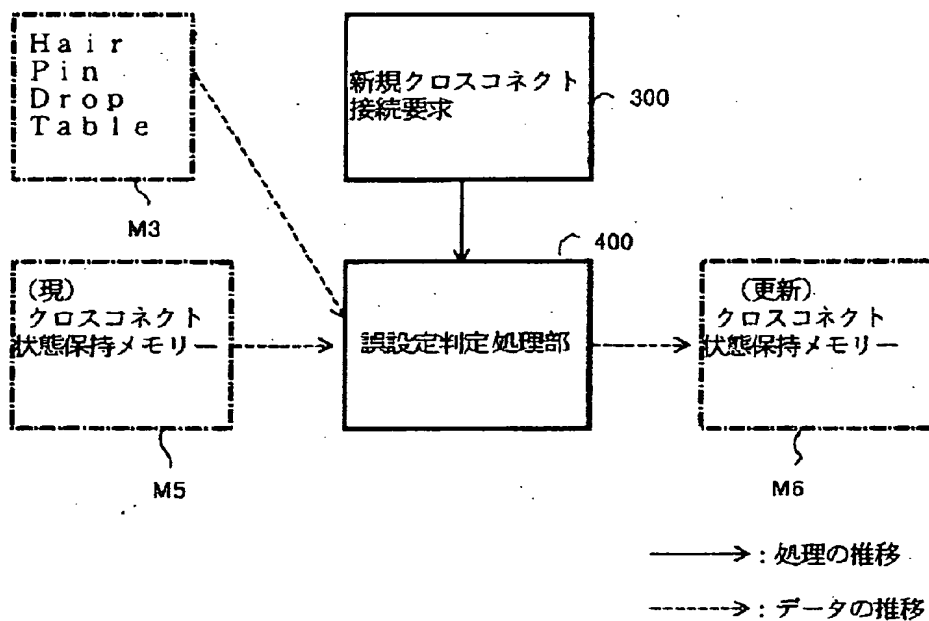 Hair
Pin
Drop
Table
M3
新規クロスコネクト
接続要求
300
400
(現)
クロスコネクト
状態保持メモリー
M5
誤設定判定処理部
(更新)
クロスコネクト
状態保持メモリー
M6
：処理の推移
：データの推移